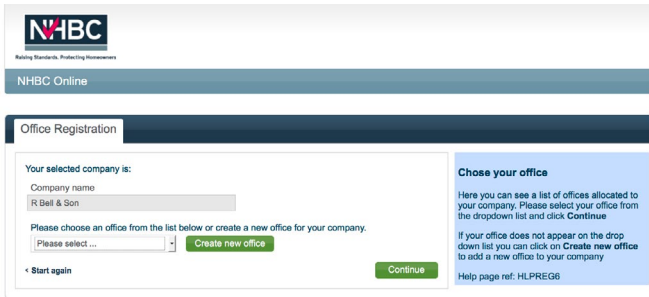 NHBC
Raising Standards. Protecting Homeowners
NHBC Online
Office Registration
Your selected company is:
Company name
R Bell & Son
Please choose an office from the list below or create a new office for your company.
Please select ...
Create new office
‹ Start again
Continue
Chose your office
Here you can see a list of offices allocated to
your company. Please select your office from
the dropdown list and click Continue
If your office does not appear on the drop
down list you can click on Create new office
to add a new office to your company
Help page ref: HLPREG6